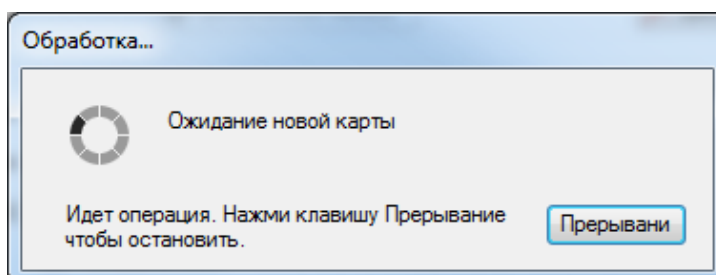 Обработка...
Ожидание новой карты
Идет операция. Нажми клавишу Прерывание
чтобы остановить.
Прерывани